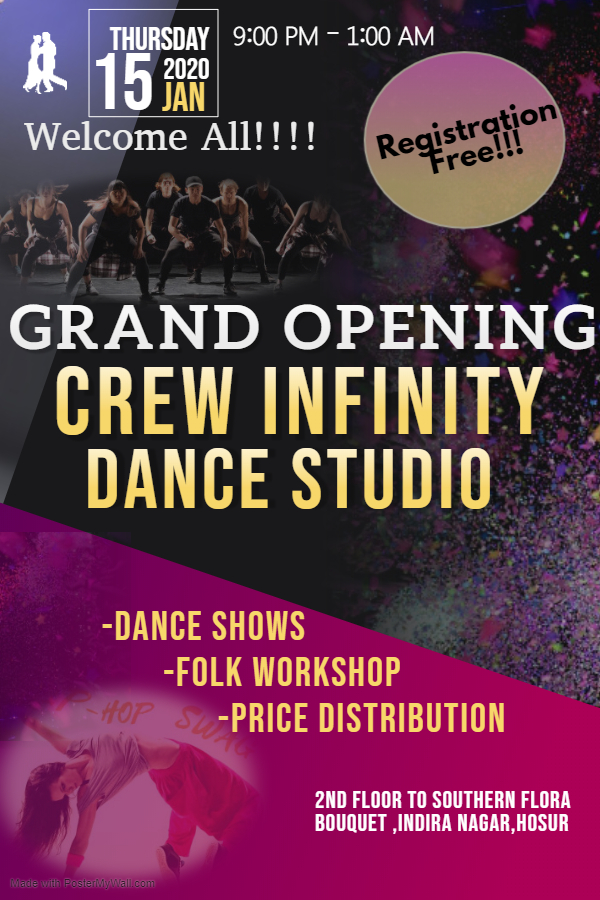 THURSDAY
15 2020
JAN
9:00 PM - 1:00 AM
Welcome All!!!!
Registration
Free!!!
GRAND OPENING
CREW INFINITY
DANCE STUDIO
-DANCE SHOWS
-FOLK WORKSHOP
-PRICE DISTRIBUTION
HOP SWAG
2ND FLOOR TO SOUTHERN FLORA
BOUQUET ,INDIRA NAGAR,HOSUR
Made with PosterMyWall.com